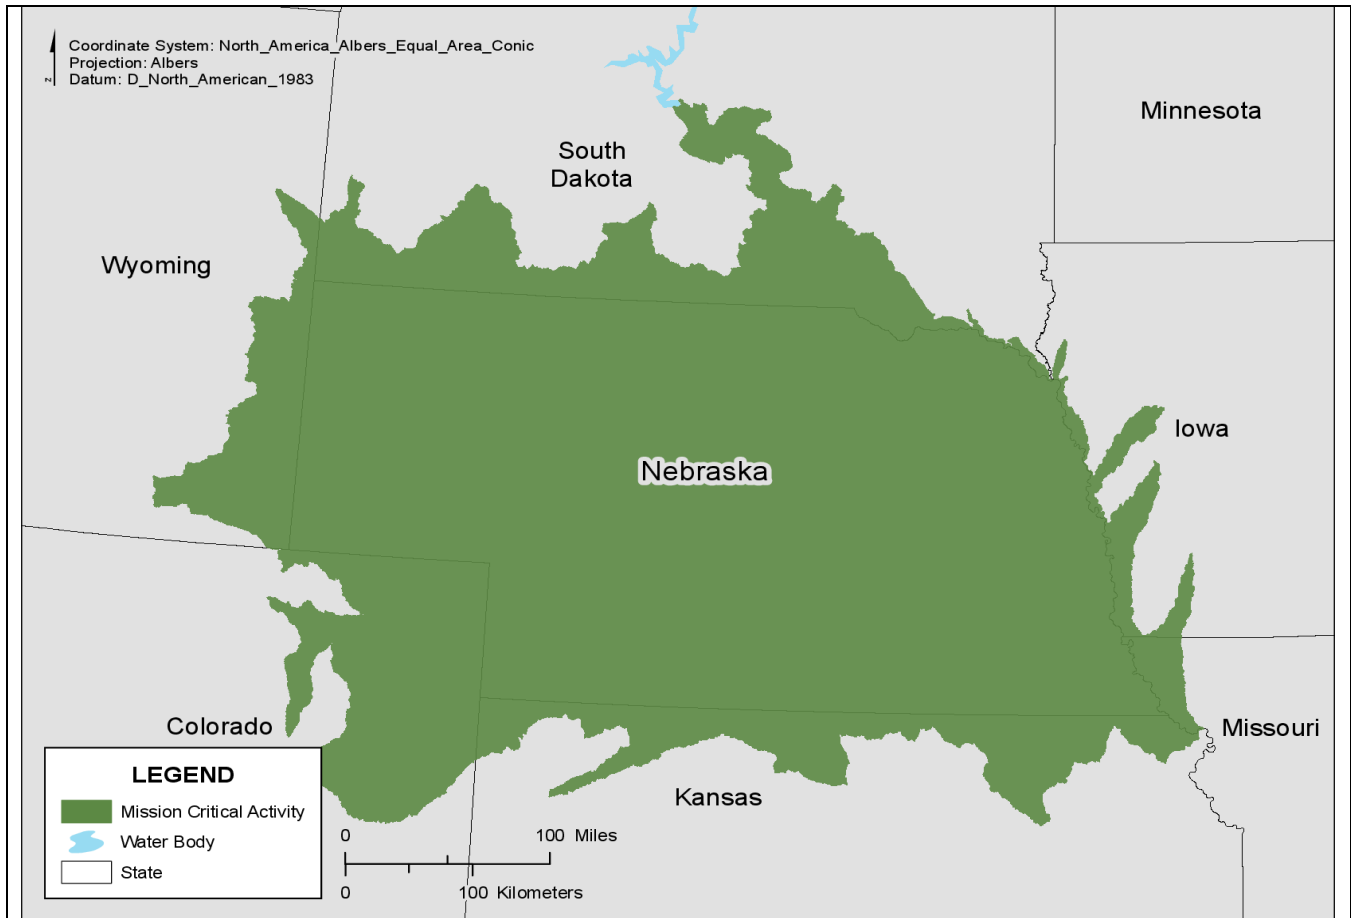 Coordinate System: North_America_Albers_Equal_Area_Conic
Projection: Albers
Datum: D_North_American_1983
N
Minnesota
South
Dakota
Wyoming
Iowa
Nebraska
Colorado
Missouri
Kansas
LEGEND
Mission Critical Activity
Water Body
State
0 100 Miles
0 100 Kilometers